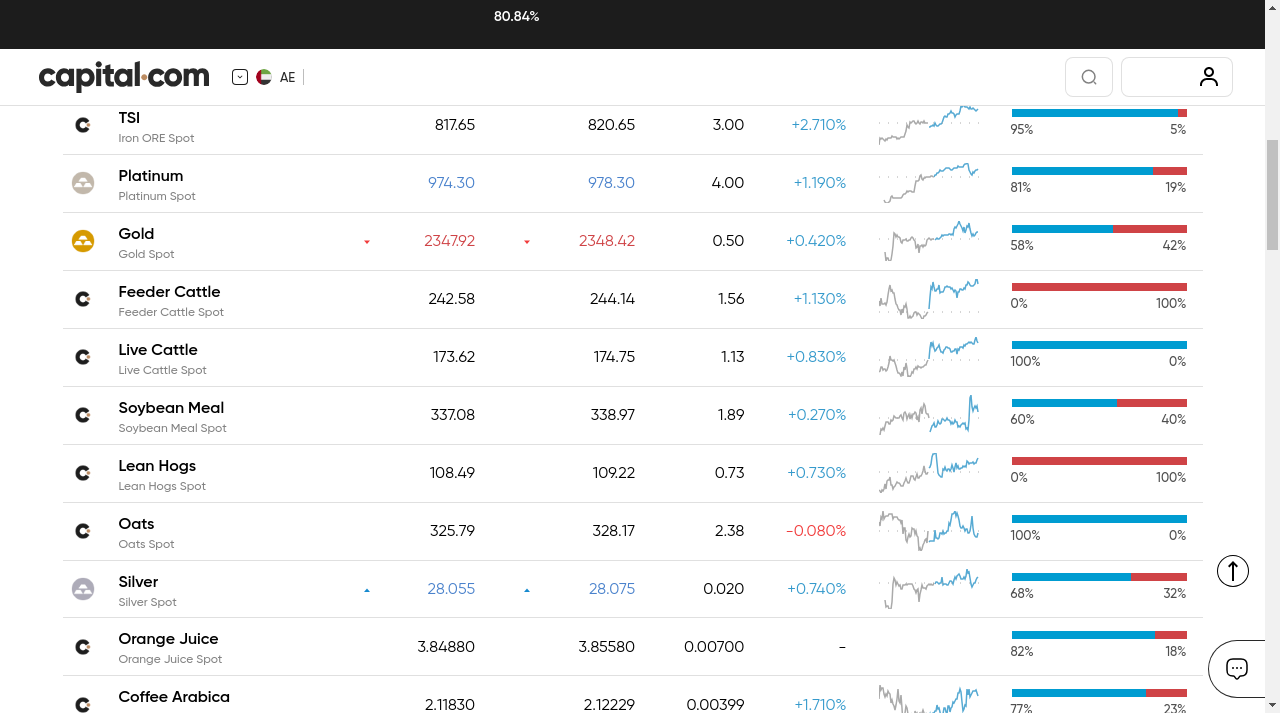 80.84%
capital.com
AE
TSI
Iron ORE Spot
817.65 820.65 3.00 +2.710%
95% 5%
Platinum
Platinum Spot
974.30 978.30 4.00 +1.190%
81% 19%
Gold
Gold Spot
2347.92 2348.42 0.50 +0.420%
58% 42%
Feeder Cattle
Feeder Cattle Spot
242.58 244.14 1.56 +1.130%
0% 100%
Live Cattle
Live Cattle Spot
173.62 174.75 1.13 +0.830%
100% 0%
Soybean Meal
Soybean Meal Spot
337.08 338.97 1.89 +0.270%
60% 40%
Lean Hogs
Lean Hogs Spot
108.49 109.22 0.73 +0.730%
0% 100%
Oats
Oats Spot
325.79 328.17 2.38 -0.080%
100% 0%
Silver
Silver Spot
28.055 28.075 0.020 +0.740%
68% 32%
Orange Juice
Orange Juice Spot
3.84880 3.85580 0.00700 -
82% 18%
Coffee Arabica
2.11830 2.12229 0.00399 +1.710%
77% 23%